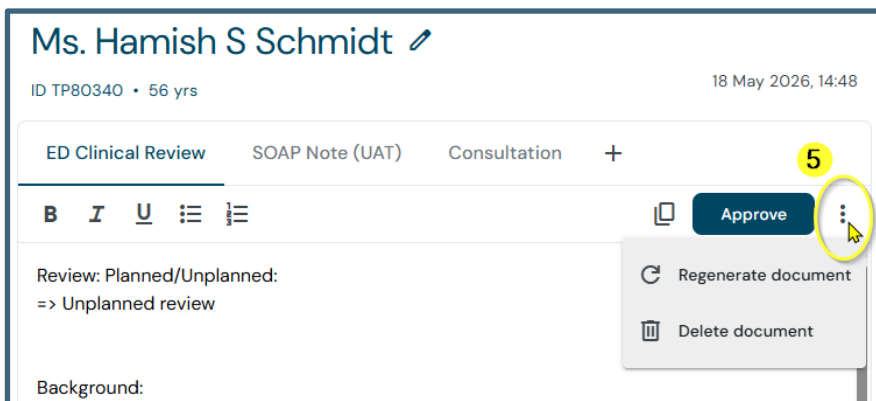 Ms. Hamish S Schmidt
ID TP80340 • 56 yrs
18 May 2026, 14:48
ED Clinical Review SOAP Note (UAT) Consultation +
5
B I U Approve
Regenerate document
Delete document
Review: Planned/Unplanned:
=> Unplanned review
Background: